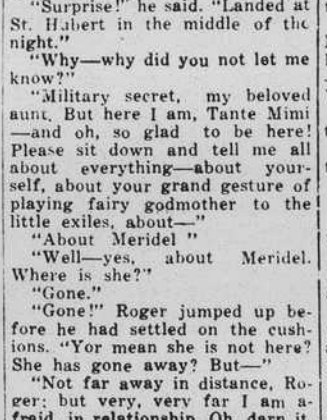 "Surprise!" he said. "Landed at
St. Hubert in the middle of the
night."
"Why—why did you not let me
know?"
"Military secret, my beloved
aunt. But here I am, Tante Mimi
—and oh, so glad to be here!
Please sit down and tell me all
about everything—about your-
self, about your grand gesture of
playing fairy godmother to the
little exiles, about—"
"About Meridel "
"Well—yes, about Meridel.
Where is she?"
"Gone."
"Gone!" Roger jumped up be-
fore he had settled on the cush-
ions. "Yor mean she is not here?
She has gone away? But—"
"Not far away in distance, Ro-
ger; but very, very far I am a-
fraid, in relationship. Oh, darn it,